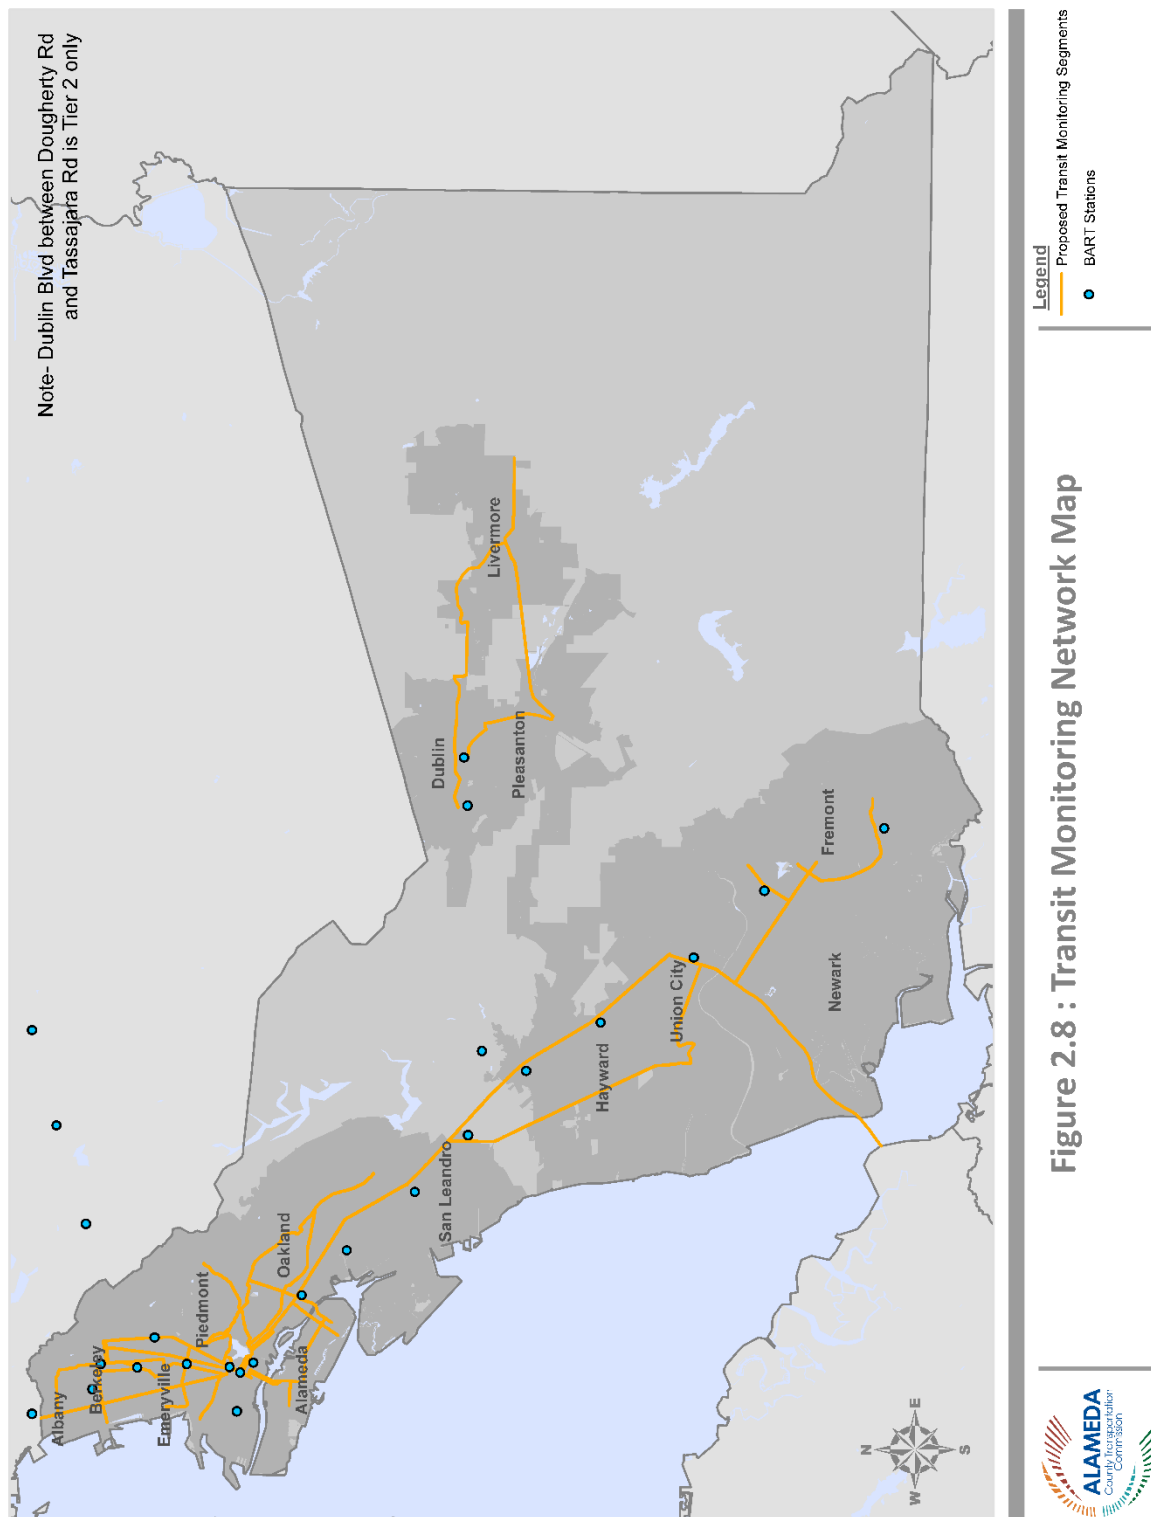 Note- Dublin Blvd between Dougherty Rd
and Tassajara Rd is Tier 2 only
Albany
Berkeley
Emeryville
Piedmont
Oakland
Alameda
San Leandro
Hayward
Union City
Newark
Fremont
Dublin
Pleasanton
Livermore
N
W
E
S
ALAMEDA
County Transportation
Commission
Figure 2.8 : Transit Monitoring Network Map
Legend
Proposed Transit Monitoring Segments
BART Stations